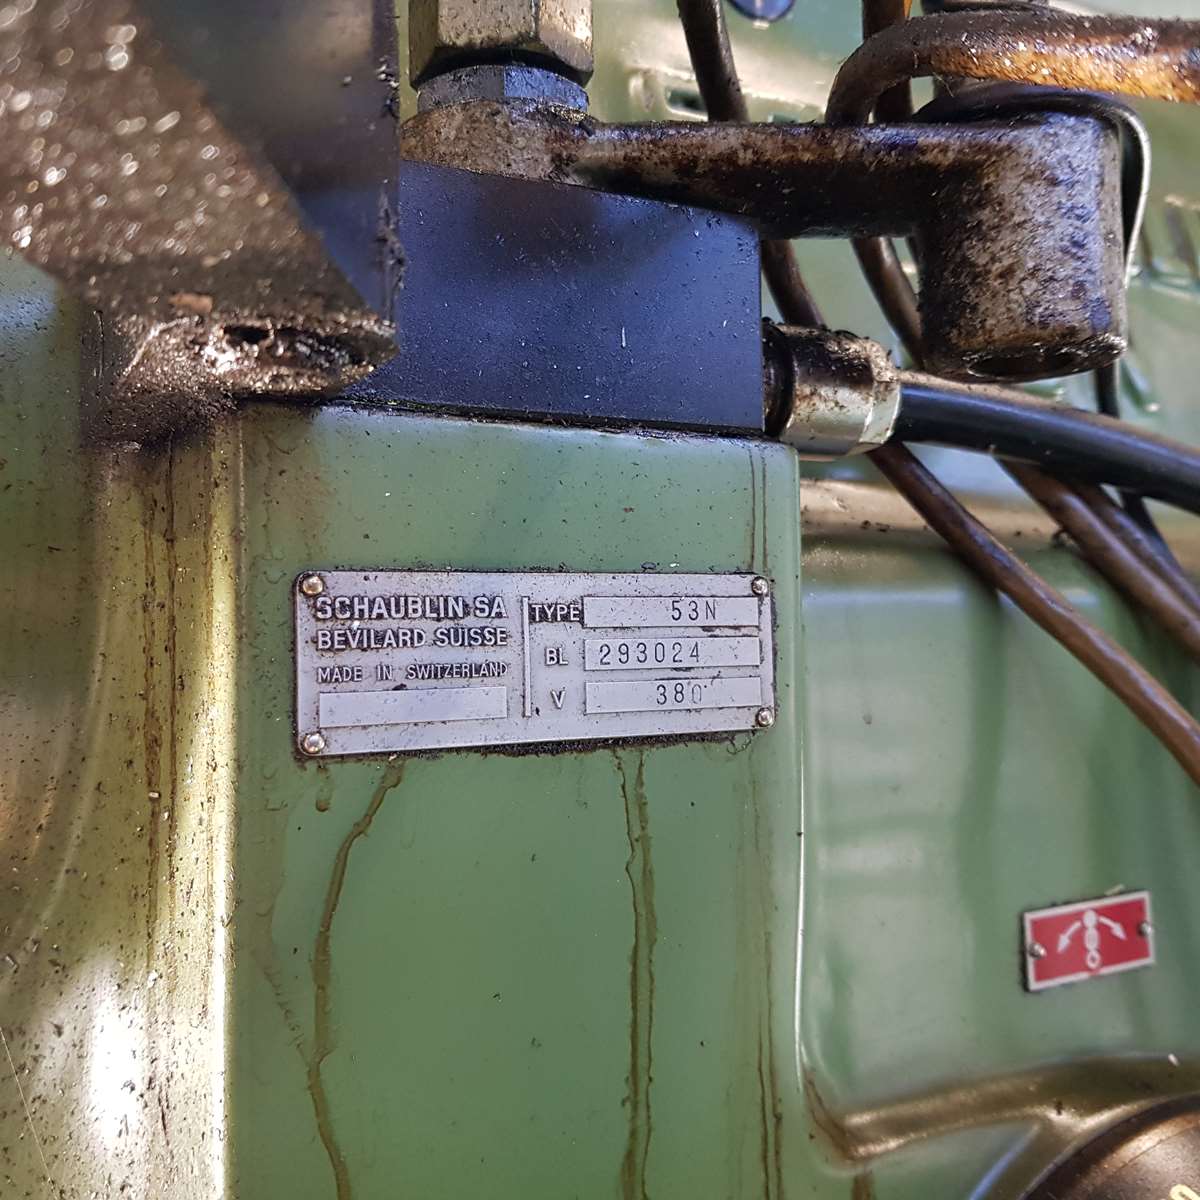 SCHAUBLIN SA
BEVILARD SUISSE
MADE IN SWITZERLAND
TYPE 53N
BL 293024
V 380